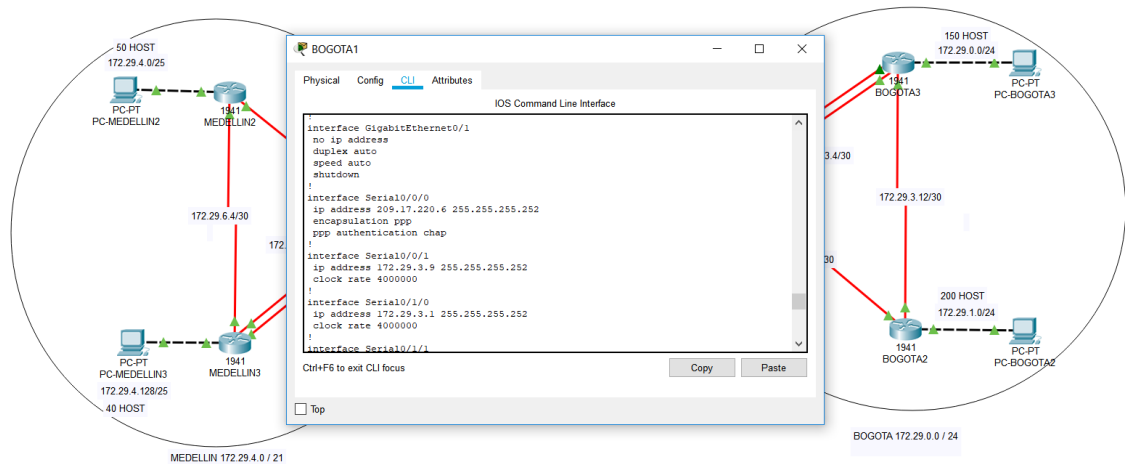 50 HOST
172.29.4.0/25
PC-PT
PC-MEDELLIN2
1941
MEDELLIN2
172.29.6.4/30
172.
PC-PT
PC-MEDELLIN3
172.29.4.128/25
40 HOST
1941
MEDELLIN3
MEDELLIN 172.29.4.0 / 21
BOGOTA1
Physical Config CLI Attributes
IOS Command Line Interface
!
interface GigabitEthernet0/1
no ip address
duplex auto
speed auto
shutdown
!
interface Serial0/0/0
ip address 209.17.220.6 255.255.255.252
encapsulation ppp
ppp authentication chap
!
interface Serial0/0/1
ip address 172.29.3.9 255.255.255.252
clock rate 4000000
!
interface Serial0/1/0
ip address 172.29.3.1 255.255.255.252
clock rate 4000000
!
interface Serial0/1/1
Ctrl+F6 to exit CLI focus
Copy Paste
Top
150 HOST
172.29.0.0/24
1941
BOGOTA3
PC-PT
PC-BOGOTA3
3.4/30
172.29.3.12/30
30
200 HOST
172.29.1.0/24
1941
BOGOTA2
PC-PT
PC-BOGOTA2
BOGOTA 172.29.0.0 / 24